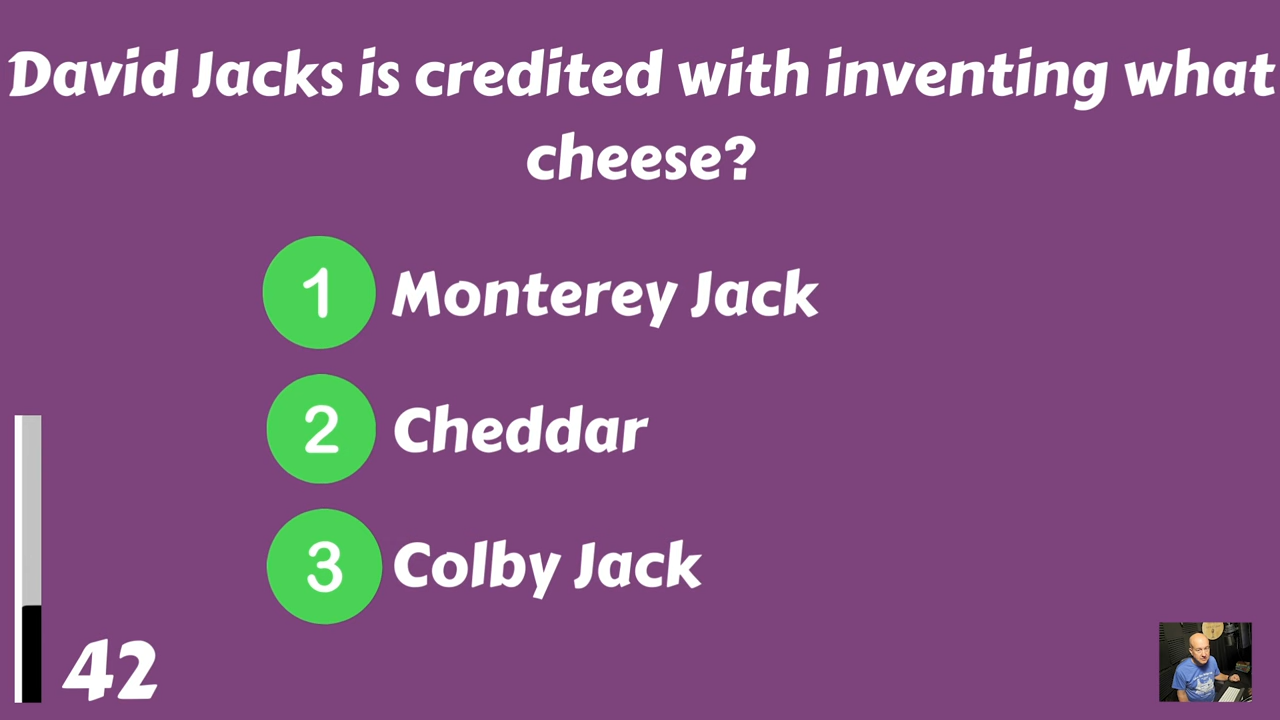 David Jacks is credited with inventing what
cheese?
1 Monterey Jack
2 Cheddar
3 Colby Jack
42